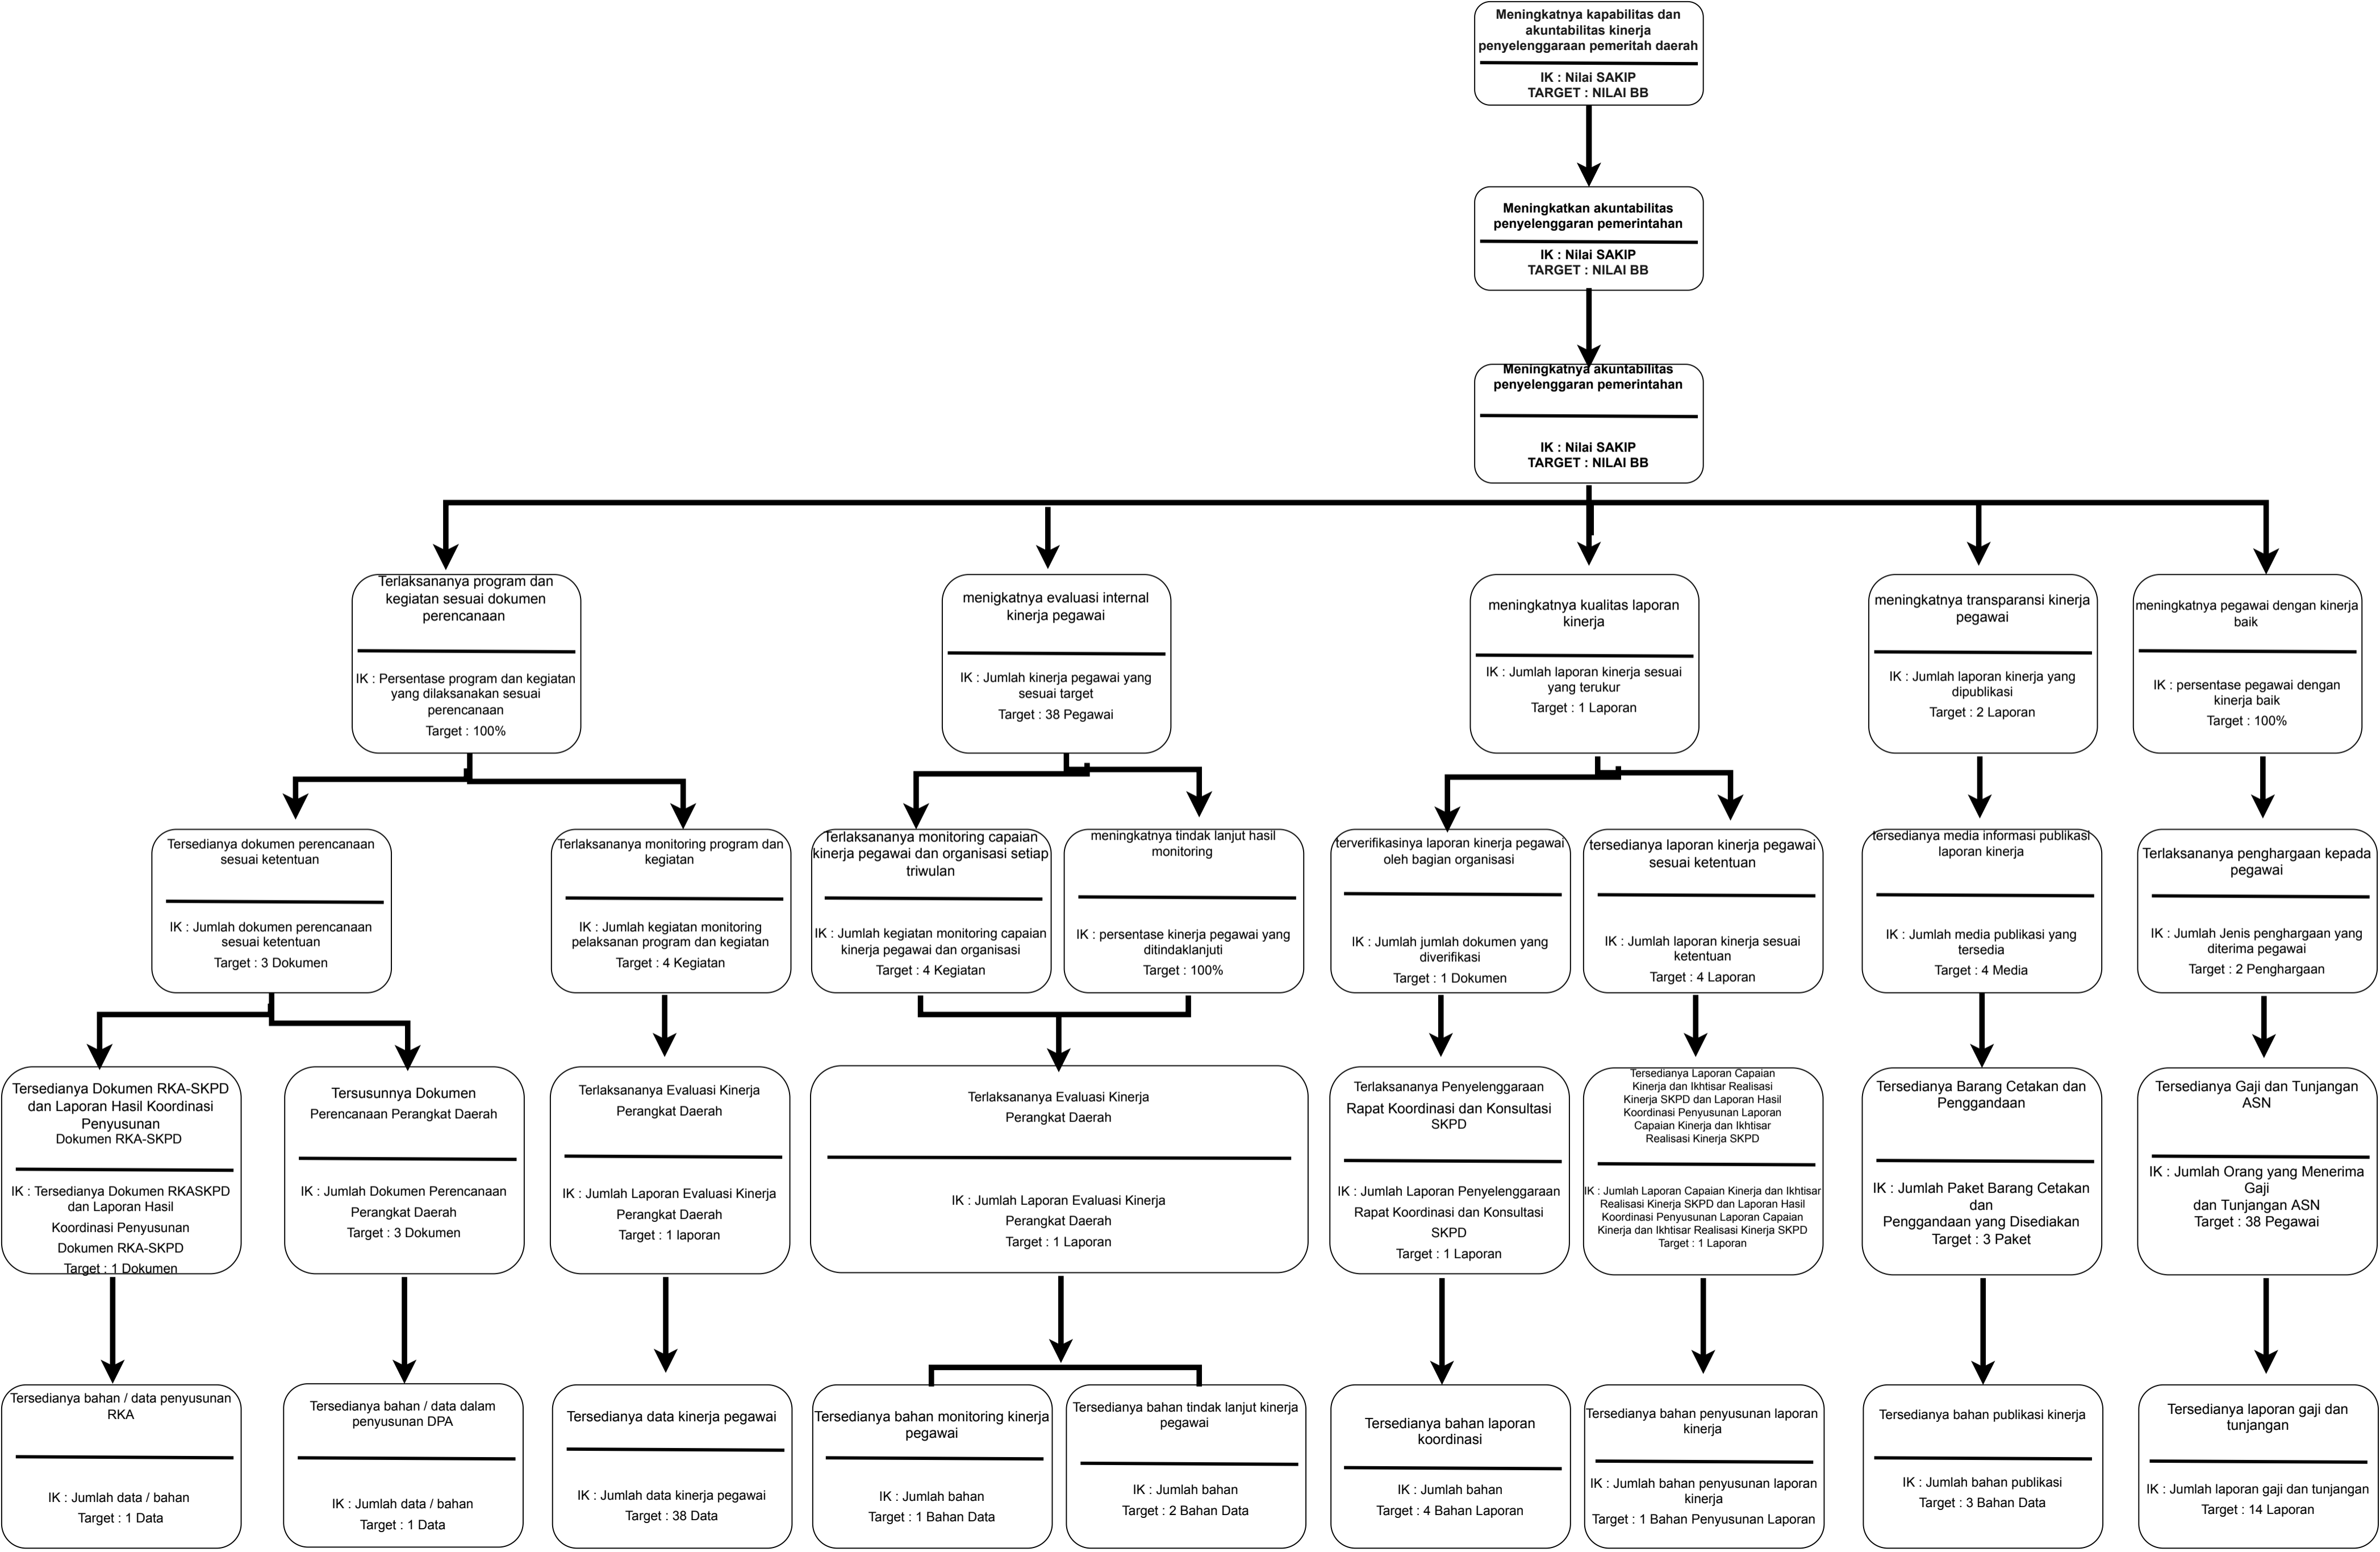 Meningkatnya kapabilitas dan
akuntabilitas kinerja
penyelenggaraan pemeritah daerah
IK : Nilai SAKIP
TARGET : NILAI BB
Meningkatkan akuntabilitas
penyelenggaran pemerintahan
IK : Nilai SAKIP
TARGET : NILAI BB
Meningkatnya akuntabilitas
penyelenggaran pemerintahan
IK : Nilai SAKIP
TARGET : NILAI BB
Terlaksananya program dan
kegiatan sesuai dokumen
perencanaan
IK : Persentase program dan kegiatan
yang dilaksanakan sesuai
perencanaan
Target : 100%
menigkatnya evaluasi internal
kinerja pegawai
IK : Jumlah kinerja pegawai yang
sesuai target
Target : 38 Pegawai
meningkatnya kualitas laporan
kinerja
IK : Jumlah laporan kinerja sesuai
yang terukur
Target : 1 Laporan
meningkatnya transparansi kinerja
pegawai
IK : Jumlah laporan kinerja yang
dipublikasi
Target : 2 Laporan
meningkatnya pegawai dengan kinerja
baik
IK : persentase pegawai dengan
kinerja baik
Target : 100%
Tersedianya dokumen perencanaan
sesuai ketentuan
IK : Jumlah dokumen perencanaan
sesuai ketentuan
Target : 3 Dokumen
Terlaksananya monitoring program dan
kegiatan
IK : Jumlah kegiatan monitoring
pelaksanan program dan kegiatan
Target : 4 Kegiatan
Terlaksananya monitoring capaian
kinerja pegawai dan organisasi setiap
triwulan
IK : Jumlah kegiatan monitoring capaian
kinerja pegawai dan organisasi
Target : 4 Kegiatan
meningkatnya tindak lanjut hasil
monitoring
IK : persentase kinerja pegawai yang
ditindaklanjuti
Target : 100%
terverifikasinya laporan kinerja pegawai
oleh bagian organisasi
IK : Jumlah jumlah dokumen yang
diverifikasi
Target : 1 Dokumen
tersedianya laporan kinerja pegawai
sesuai ketentuan
IK : Jumlah laporan kinerja sesuai
ketentuan
Target : 4 Laporan
tersedianya media informasi publikasI
laporan kinerja
IK : Jumlah media publikasi yang
tersedia
Target : 4 Media
Terlaksananya penghargaan kepada
pegawai
IK : Jumlah Jenis penghargaan yang
diterima pegawai
Target : 2 Penghargaan
Tersedianya Dokumen RKA-SKPD
dan Laporan Hasil Koordinasi
Penyusunan
Dokumen RKA-SKPD
IK : Tersedianya Dokumen RKASKPD
dan Laporan Hasil
Koordinasi Penyusunan
Dokumen RKA-SKPD
Target : 1 Dokumen
Tersusunnya Dokumen
Perencanaan Perangkat Daerah
IK : Jumlah Dokumen Perencanaan
Perangkat Daerah
Target : 3 Dokumen
Terlaksananya Evaluasi Kinerja
Perangkat Daerah
IK : Jumlah Laporan Evaluasi Kinerja
Perangkat Daerah
Target : 1 laporan
Terlaksananya Evaluasi Kinerja
Perangkat Daerah
IK : Jumlah Laporan Evaluasi Kinerja
Perangkat Daerah
Target : 1 Laporan
Terlaksananya Penyelenggaraan
Rapat Koordinasi dan Konsultasi
SKPD
IK : Jumlah Laporan Penyelenggaraan
Rapat Koordinasi dan Konsultasi
SKPD
Target : 1 Laporan
Tersedianya Laporan Capaian
Kinerja dan Ikhtisar Realisasi
Kinerja SKPD dan Laporan Hasil
Koordinasi Penyusunan Laporan
Capaian Kinerja dan Ikhtisar
Realisasi Kinerja SKPD
IK : Jumlah Laporan Capaian Kinerja dan Ikhtisar
Realisasi Kinerja SKPD dan Laporan Hasil
Koordinasi Penyusunan Laporan Capaian
Kinerja dan Ikhtisar Realisasi Kinerja SKPD
Target : 1 Laporan
Tersedianya Barang Cetakan dan
Penggandaan
IK : Jumlah Paket Barang Cetakan
dan
Penggandaan yang Disediakan
Target : 3 Paket
Tersedianya Gaji dan Tunjangan
ASN
IK : Jumlah Orang yang Menerima
Gaji
dan Tunjangan ASN
Target : 38 Pegawai
Tersedianya bahan / data penyusunan
RKA
IK : Jumlah data / bahan
Target : 1 Data
Tersedianya bahan / data dalam
penyusunan DPA
IK : Jumlah data / bahan
Target : 1 Data
Tersedianya data kinerja pegawai
IK : Jumlah data kinerja pegawai
Target : 38 Data
Tersedianya bahan monitoring kinerja
pegawai
IK : Jumlah bahan
Target : 1 Bahan Data
Tersedianya bahan tindak lanjut kinerja
pegawai
IK : Jumlah bahan
Target : 2 Bahan Data
Tersedianya bahan laporan
koordinasi
IK : Jumlah bahan
Target : 4 Bahan Laporan
Tersedianya bahan penyusunan laporan
kinerja
IK : Jumlah bahan penyusunan laporan
kinerja
Target : 1 Bahan Penyusunan Laporan
Tersedianya bahan publikasi kinerja
IK : Jumlah bahan publikasi
Target : 3 Bahan Data
Tersedianya laporan gaji dan
tunjangan
IK : Jumlah laporan gaji dan tunjangan
Target : 14 Laporan